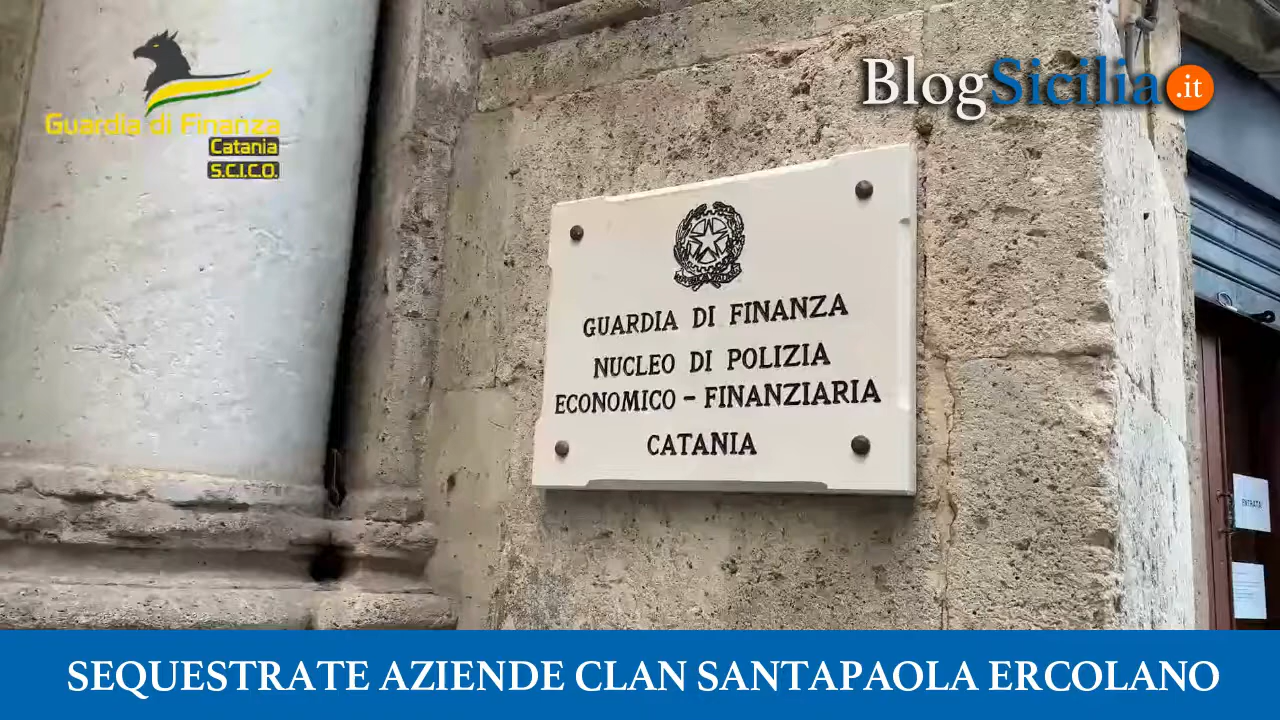 Guardia di Finanza
Catania
S.C.I.C.O.
BlogSicilia.it
GUARDIA DI FINANZA
NUCLEO DI POLIZIA
ECONOMICO - FINANZIARIA
CATANIA
ENTRATA
SEQUESTRATE AZIENDE CLAN SANTAPAOLA ERCOLANO